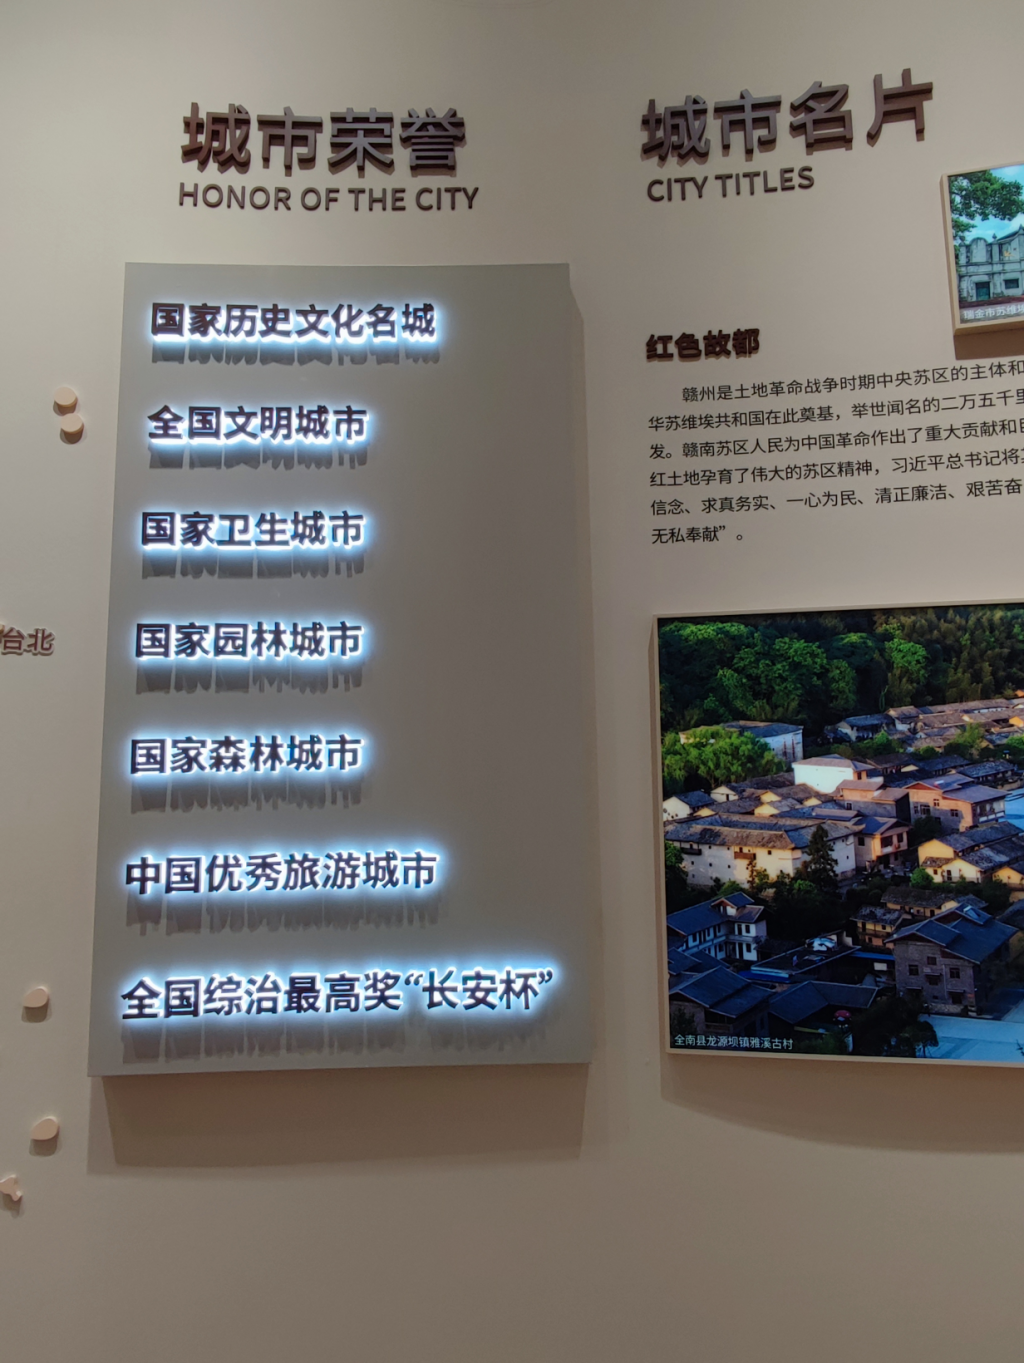 城市荣誉
HONOR OF THE CITY
国家历史文化名城
全国文明城市
国家卫生城市
国家园林城市
国家森林城市
中国优秀旅游城市
全国综治最高奖“长安杯”
台北
城市名片
CITY TITLES
瑞金市苏维埃
红色故都
赣州是土地革命战争时期中央苏区的主体和
华苏维埃共和国在此奠基，举世闻名的二万五千里
发。赣南苏区人民为中国革命作出了重大贡献和
红土地孕育了伟大的苏区精神，习近平总书记将
信念、求真务实、一心为民、清正廉洁、艰苦奋
无私奉献”。
全南县龙源坝镇雅溪古村